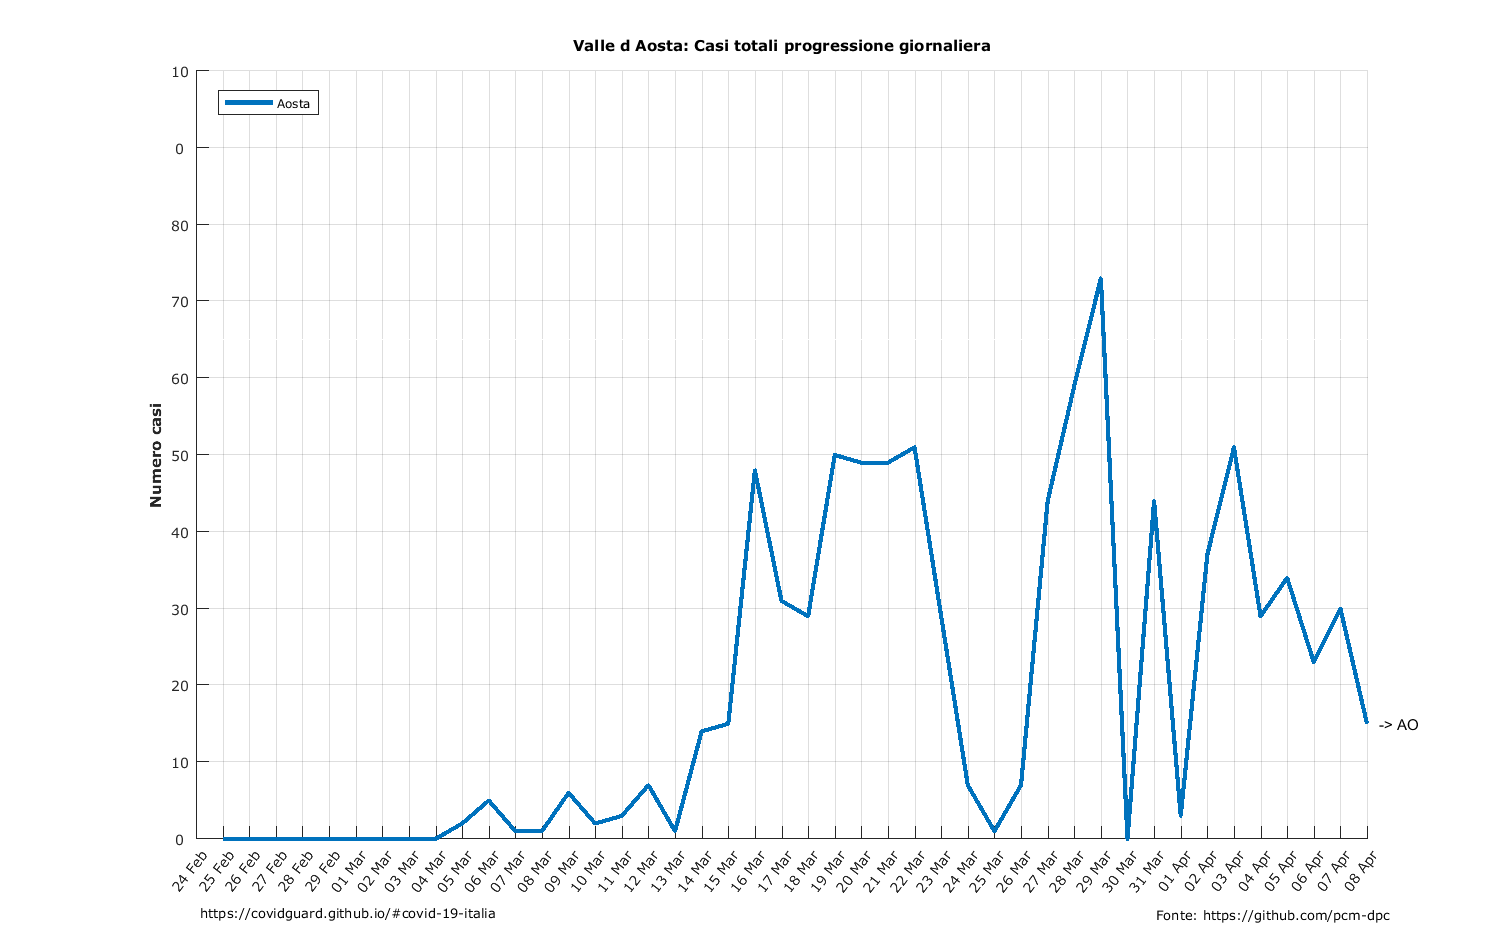 Valle d Aosta: Casi totali progressione giornaliera
10
0
80
70
60
50
40
30
20
10
0
Numero casi
Aosta
-> AO
24 Feb
25 Feb
26 Feb
27 Feb
28 Feb
29 Feb
01 Mar
02 Mar
03 Mar
04 Mar
05 Mar
06 Mar
07 Mar
08 Mar
09 Mar
10 Mar
11 Mar
12 Mar
13 Mar
14 Mar
15 Mar
16 Mar
17 Mar
18 Mar
19 Mar
20 Mar
21 Mar
22 Mar
23 Mar
24 Mar
25 Mar
26 Mar
27 Mar
28 Mar
29 Mar
30 Mar
31 Mar
01 Apr
02 Apr
03 Apr
04 Apr
05 Apr
06 Apr
07 Apr
08 Apr
https://covidguard.github.io/#covid-19-italia
Fonte: https://github.com/pcm-dpc